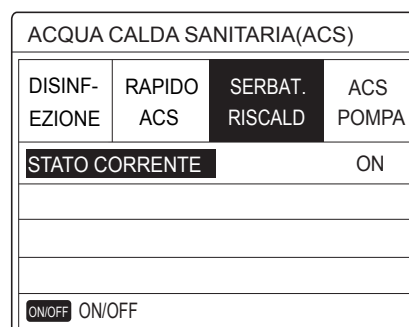 ACQUA CALDA SANITARIA(ACS)
DISINF- RAPIDO SERBAT. ACS
EZIONE ACS RISCALD POMPA
STATO CORRENTE ON
ON/OFF ON/OFF